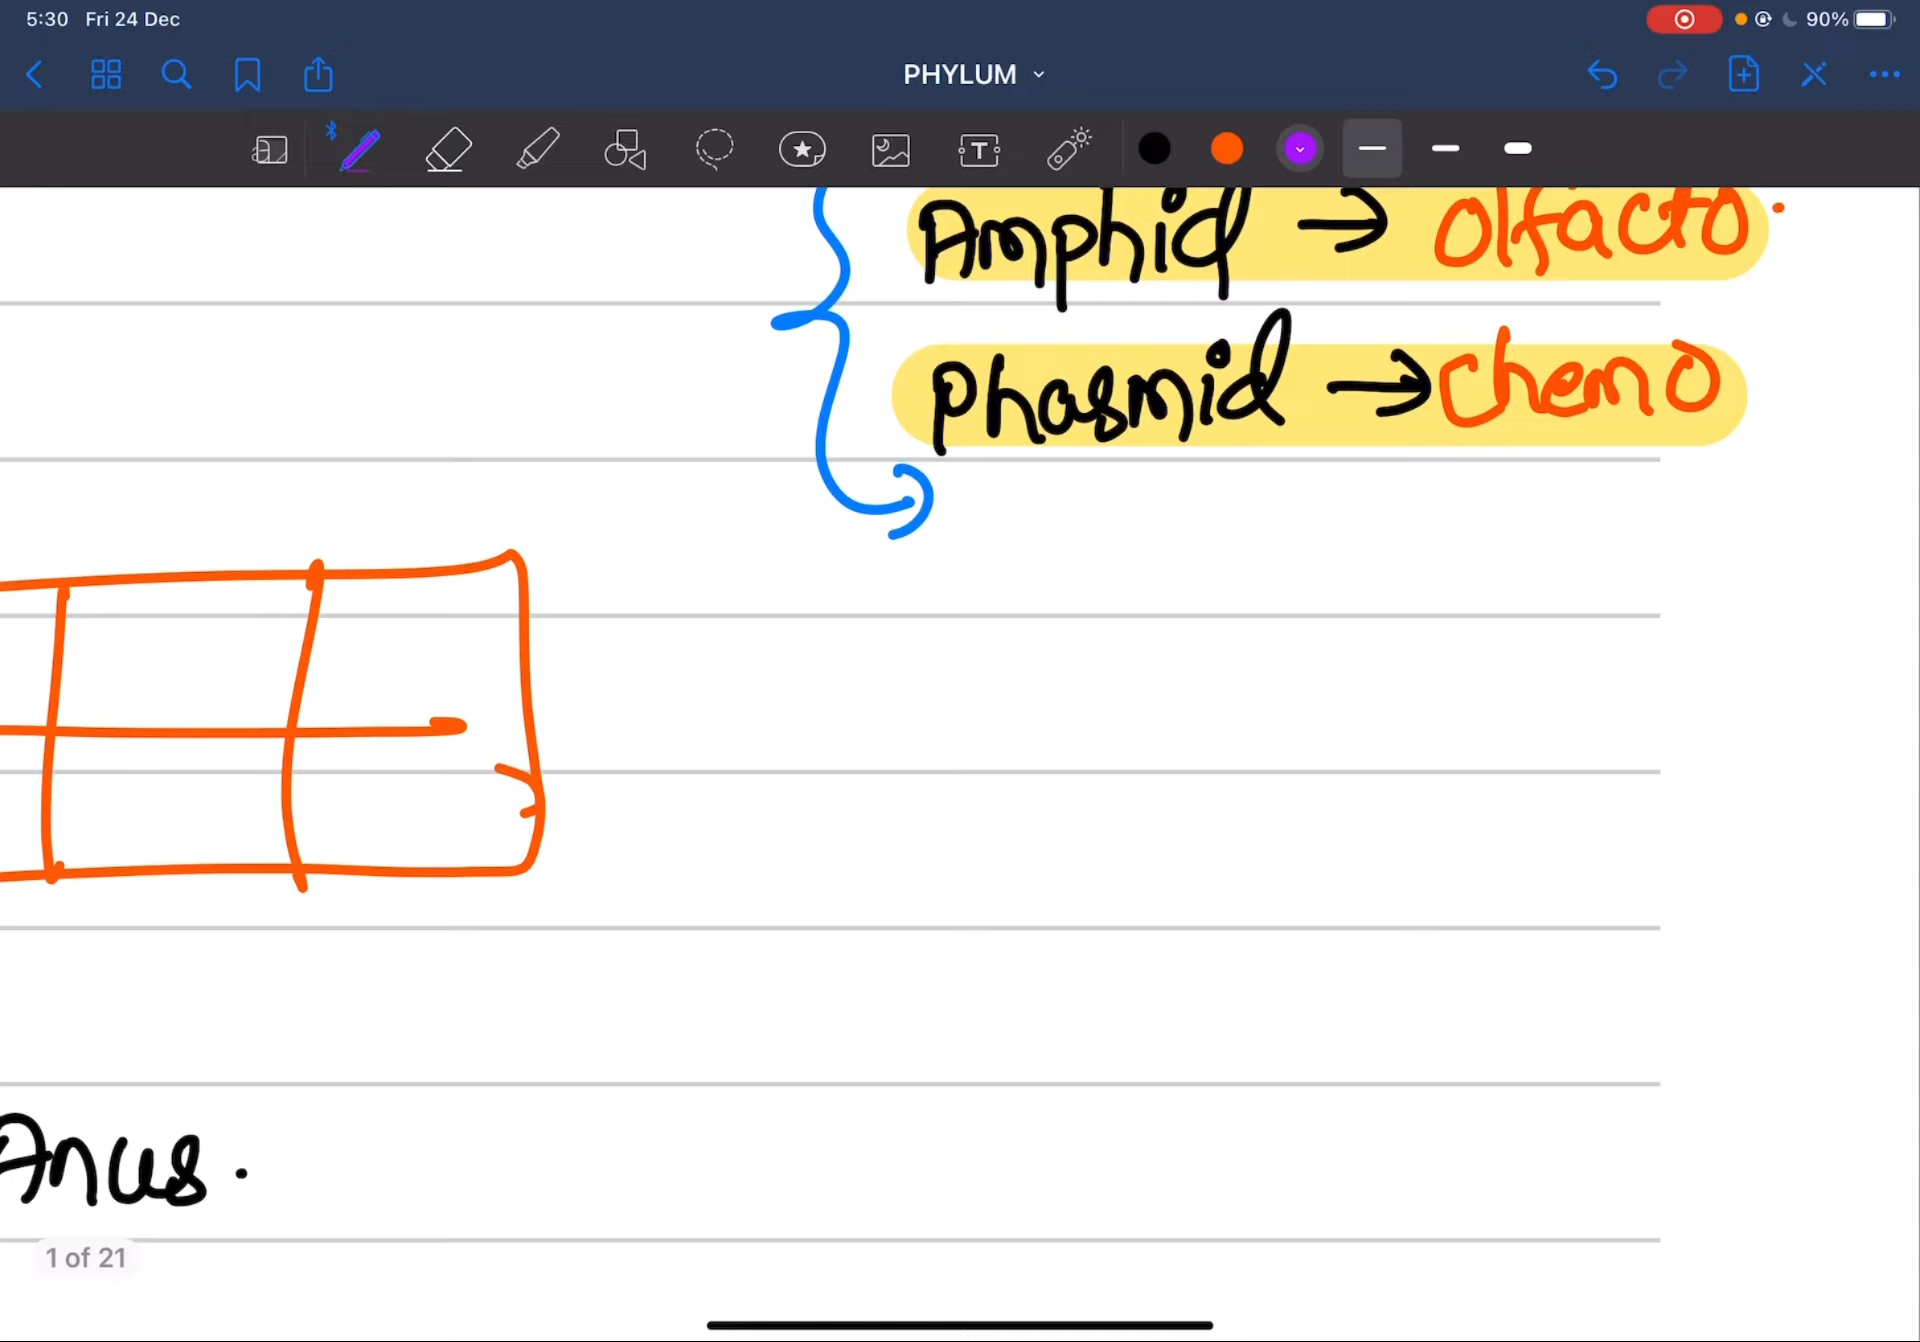 5:30 Fri 24 Dec
90%
PHYLUM
T
Amphid → Olfacto.
Phasmid → Chemo
Anus.
1 of 21